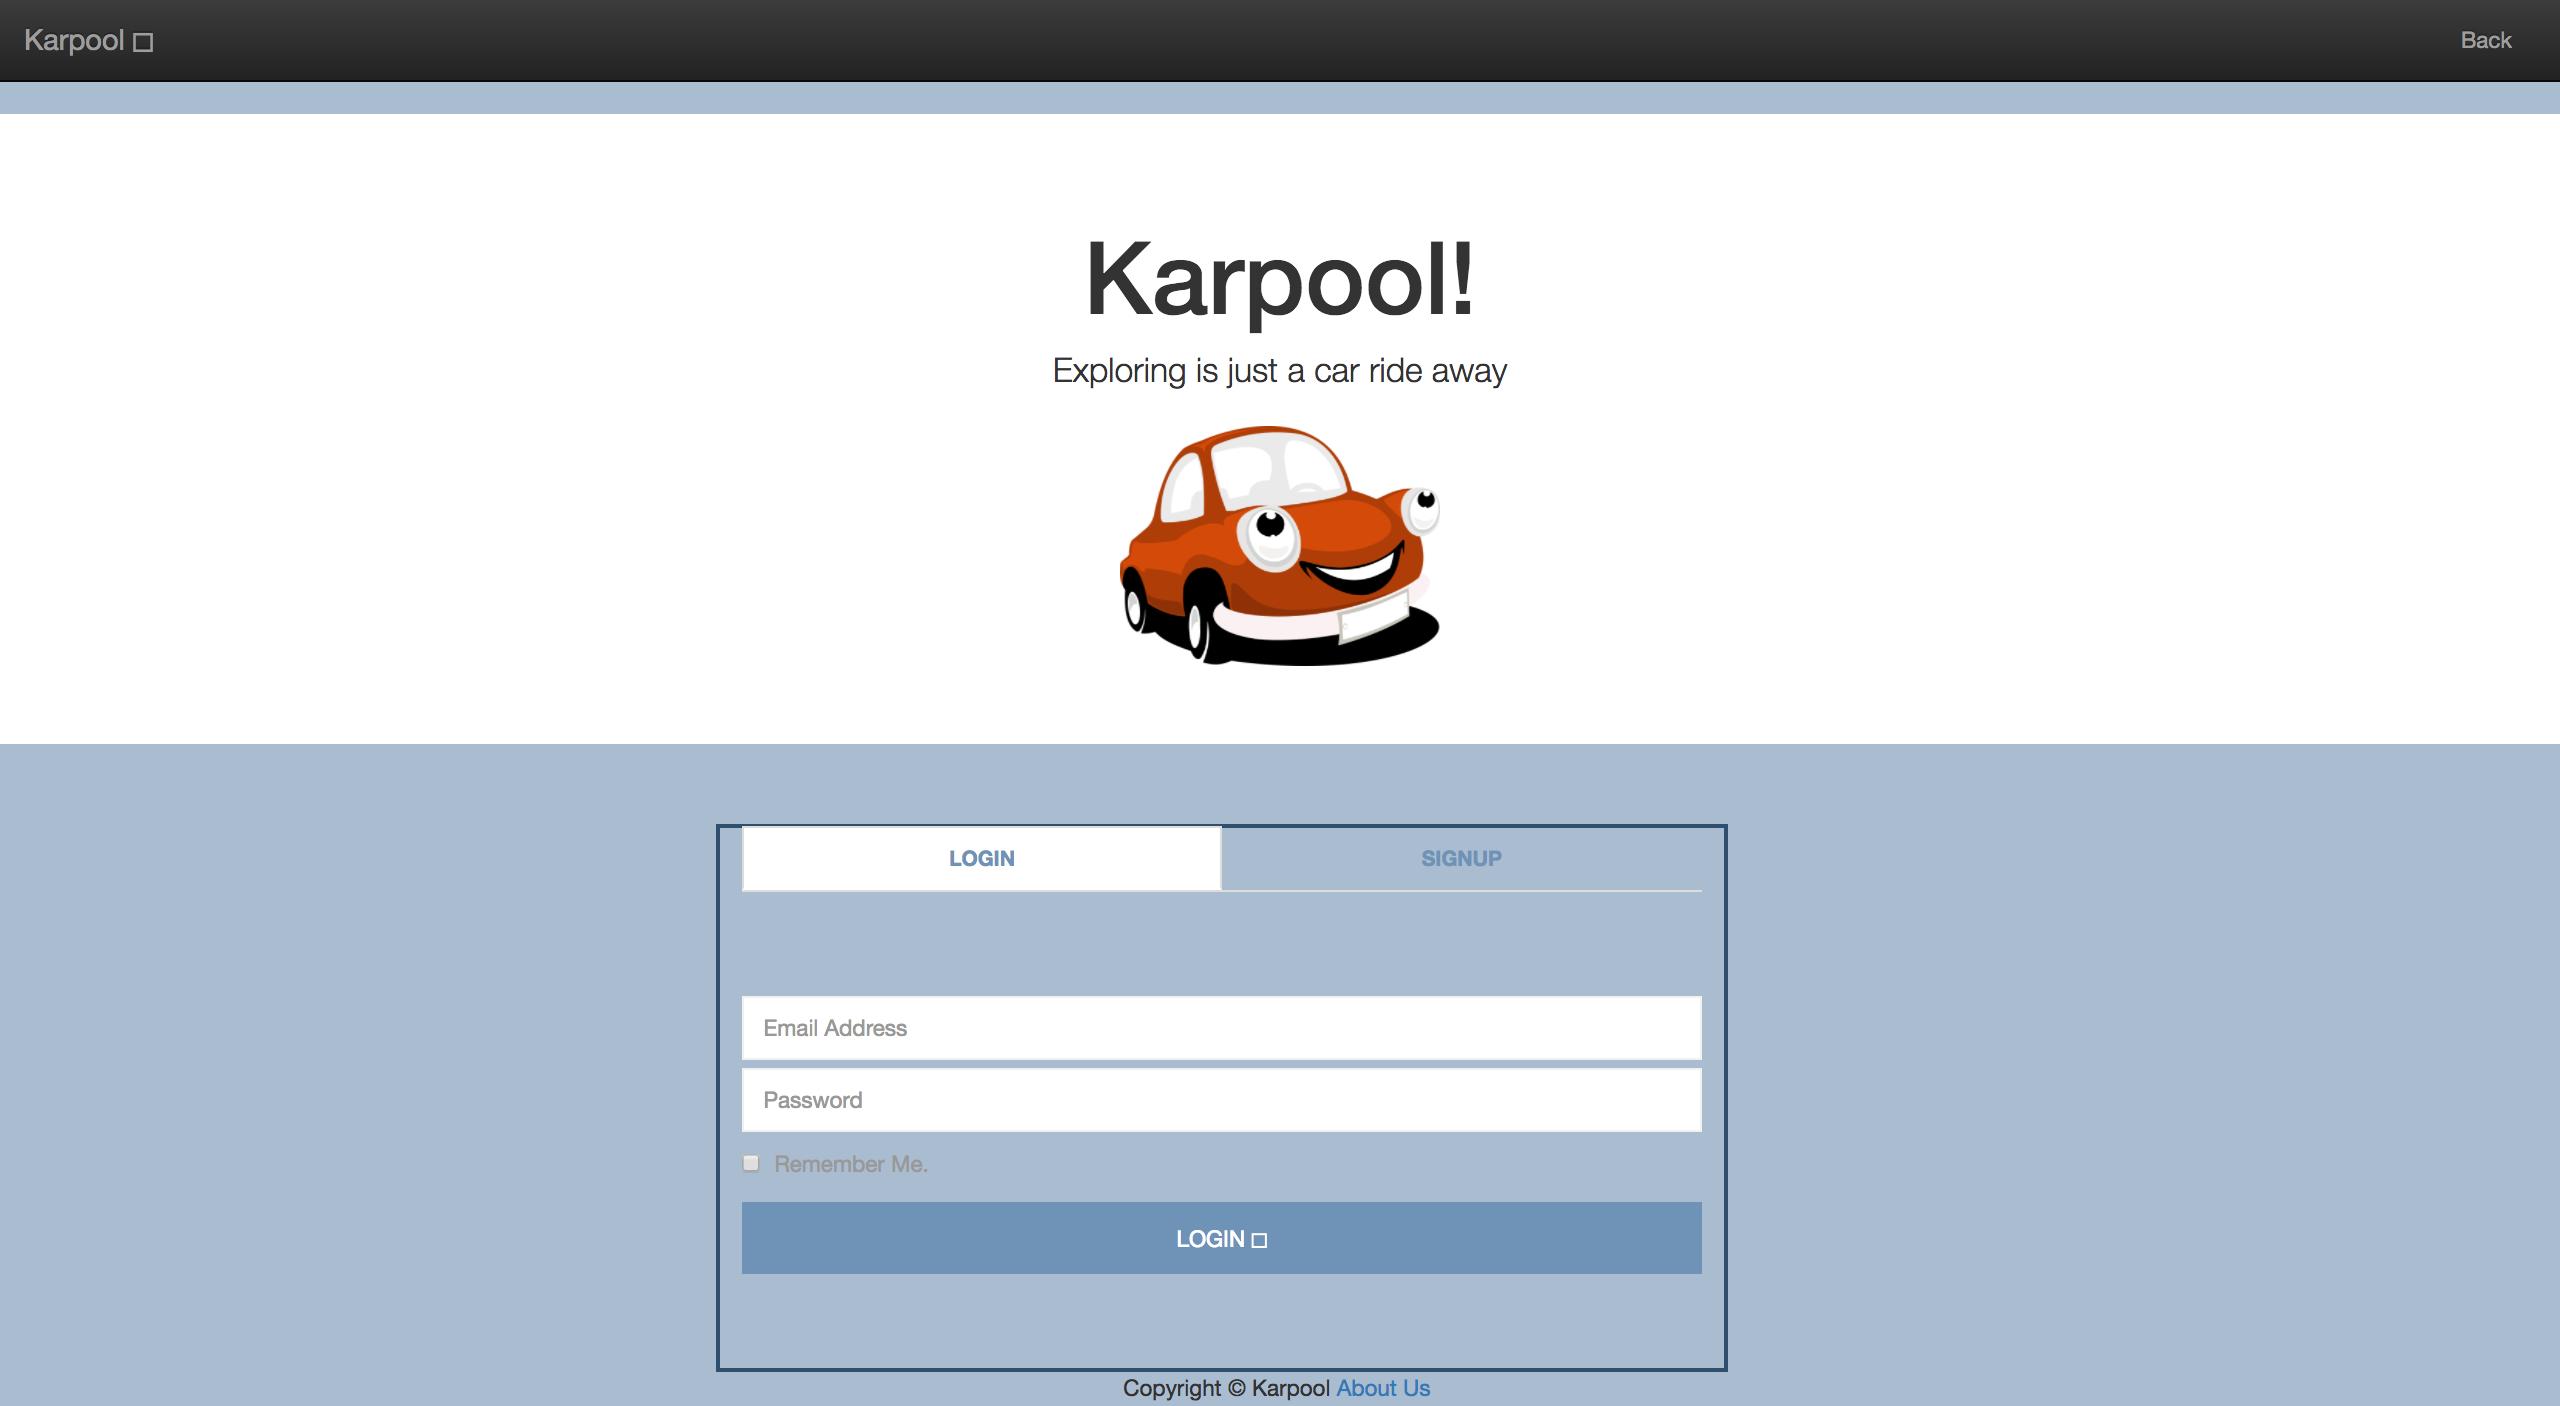 Karpool
Back
Karpool!
Exploring is just a car ride away
LOGIN
SIGNUP
Email Address
Password
Remember Me.
LOGIN
Copyright © Karpool About Us